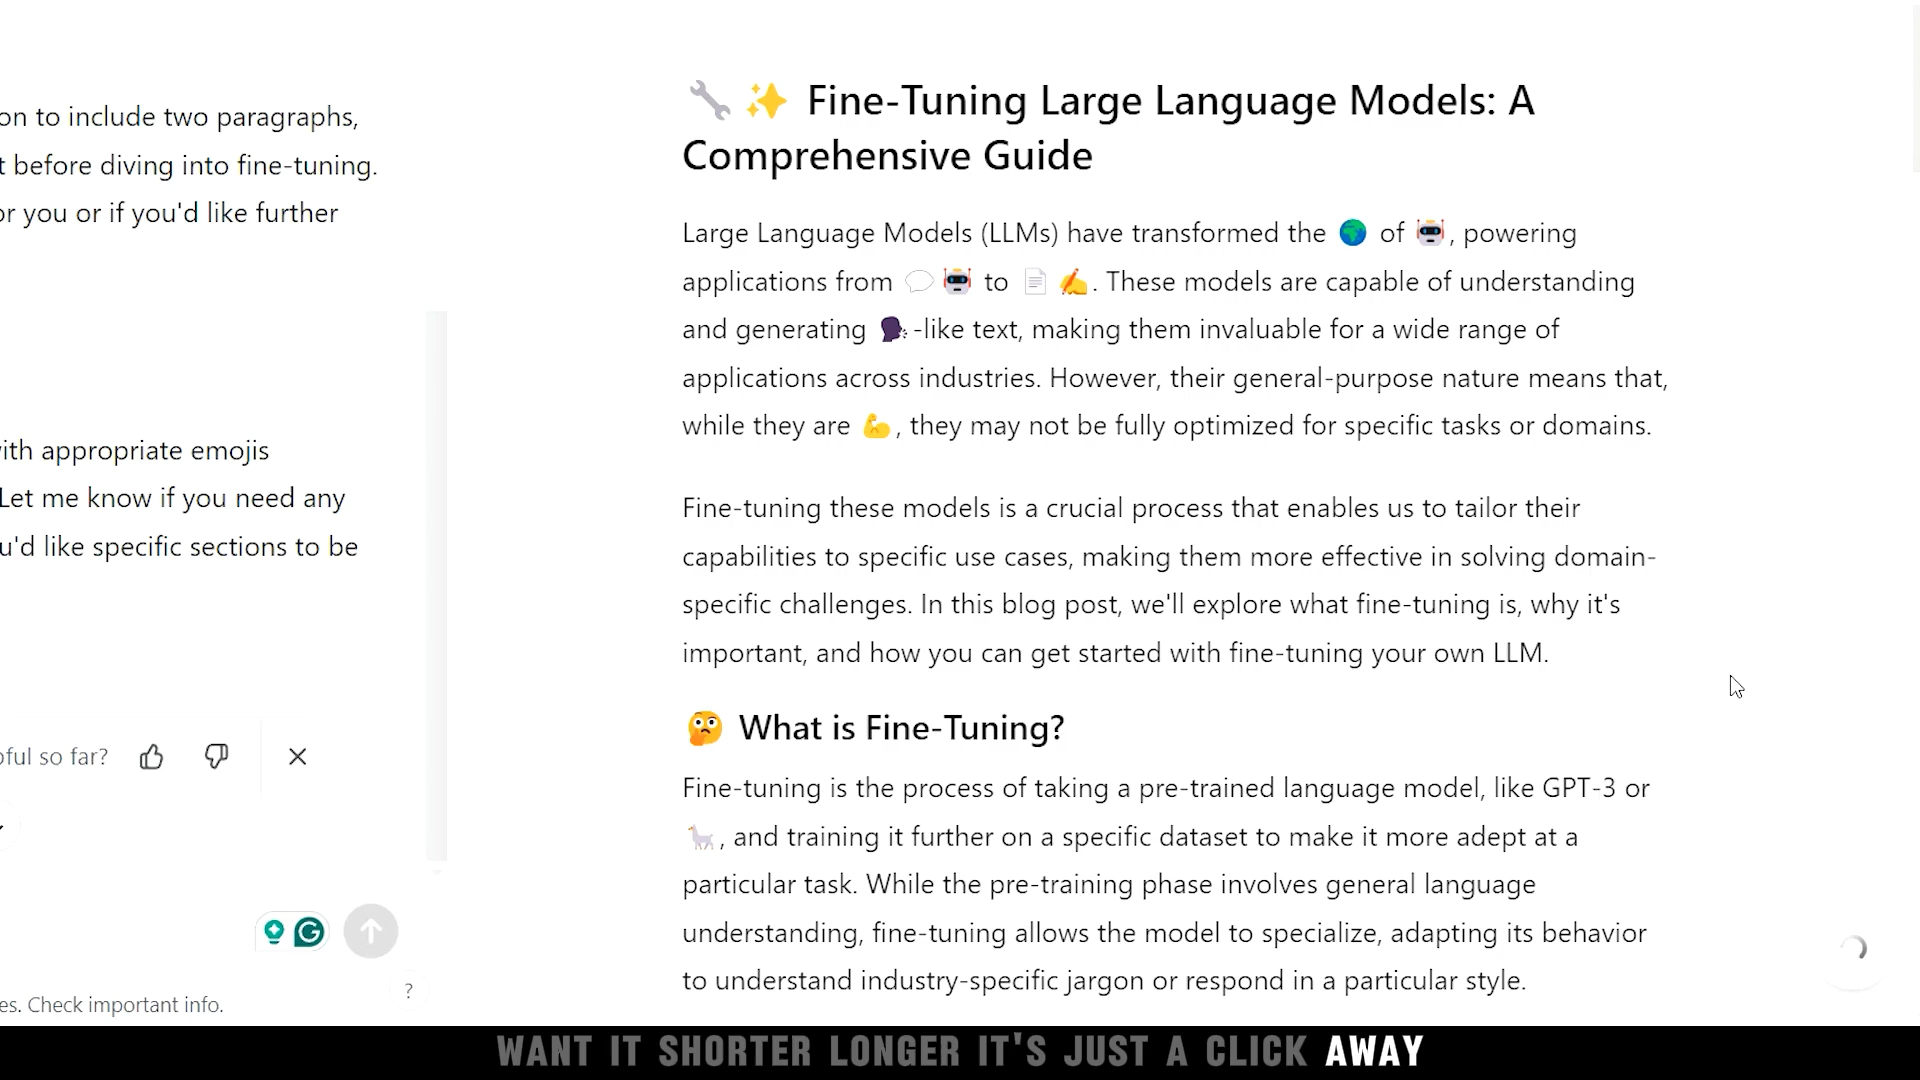 on to include two paragraphs,
t before diving into fine-tuning.
or you or if you'd like further
ith appropriate emojis
Let me know if you need any
u'd like specific sections to be
ful so far?
es. Check important info.
?
🔧✨ Fine-Tuning Large Language Models: A
Comprehensive Guide
Large Language Models (LLMs) have transformed the 🌍 of 🤖, powering
applications from 💬🤖 to 📄✍️. These models are capable of understanding
and generating 🗣️-like text, making them invaluable for a wide range of
applications across industries. However, their general-purpose nature means that,
while they are 💪, they may not be fully optimized for specific tasks or domains.
Fine-tuning these models is a crucial process that enables us to tailor their
capabilities to specific use cases, making them more effective in solving domain-
specific challenges. In this blog post, we'll explore what fine-tuning is, why it's
important, and how you can get started with fine-tuning your own LLM.
🤔 What is Fine-Tuning?
Fine-tuning is the process of taking a pre-trained language model, like GPT-3 or
🦙, and training it further on a specific dataset to make it more adept at a
particular task. While the pre-training phase involves general language
understanding, fine-tuning allows the model to specialize, adapting its behavior
to understand industry-specific jargon or respond in a particular style.
WANT IT SHORTER LONGER IT'S JUST A CLICK AWAY